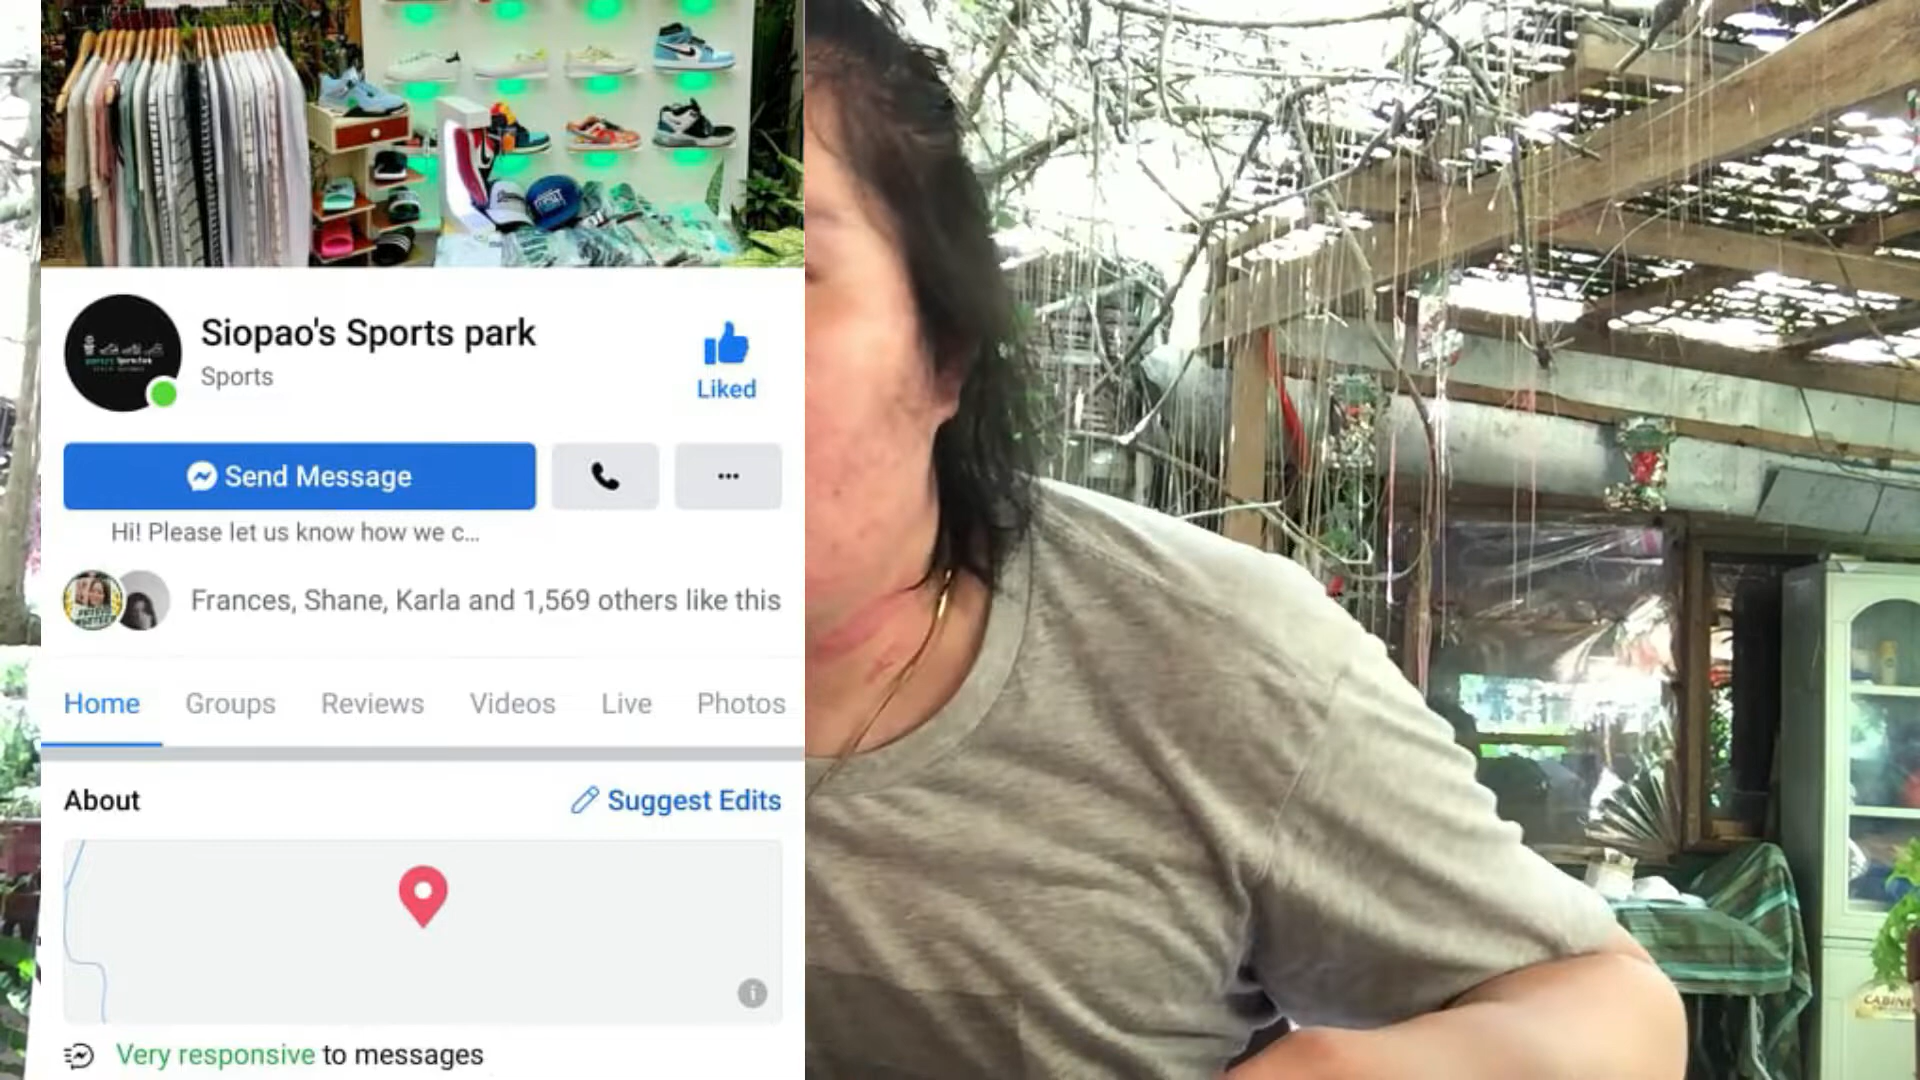 Siopao's Sports park
Sports
Liked
Send Message
Hi! Please let us know how we c...
Frances, Shane, Karla and 1,569 others like this
Home Groups Reviews Videos Live Photos
About
Suggest Edits
Very responsive to messages